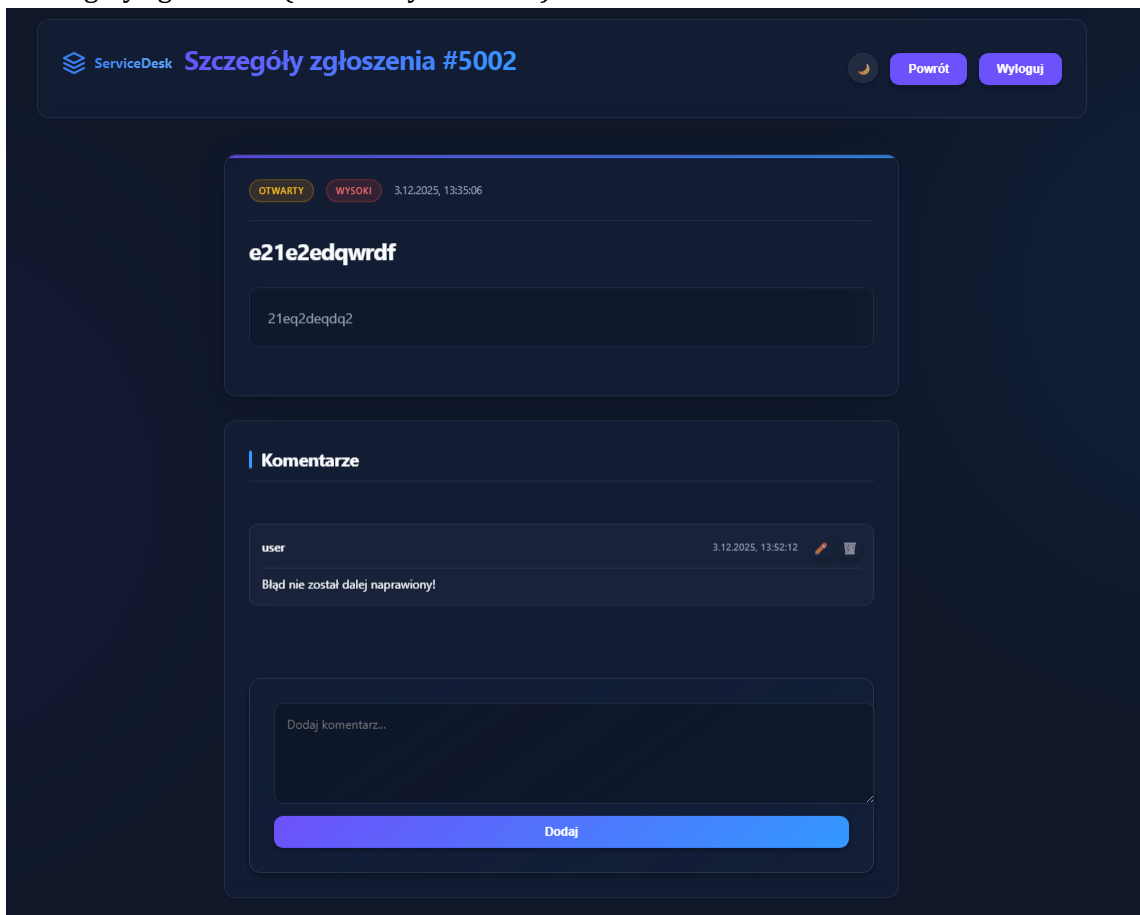 ServiceDesk Szczegóły zgłoszenia #5002
Powrót
Wyloguj
OTWARTY WYSOKI 3.12.2025, 13:35:06
e21e2edqwrdf
21eq2deqdq2
Komentarze
user 3.12.2025, 13:52:12
Błąd nie został dalej naprawiony!
Dodaj komentarz...
Dodaj